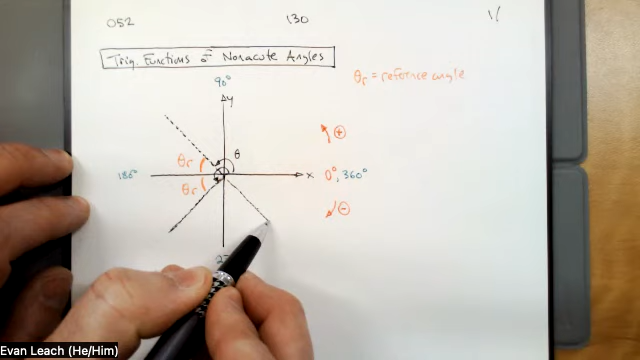 052
130
Trig. Functions of Nonacute Angles
θr = reference angle
90°
y
θr
θ
+
180°
x
0°, 360°
θr
−
Evan Leach (He/Him)